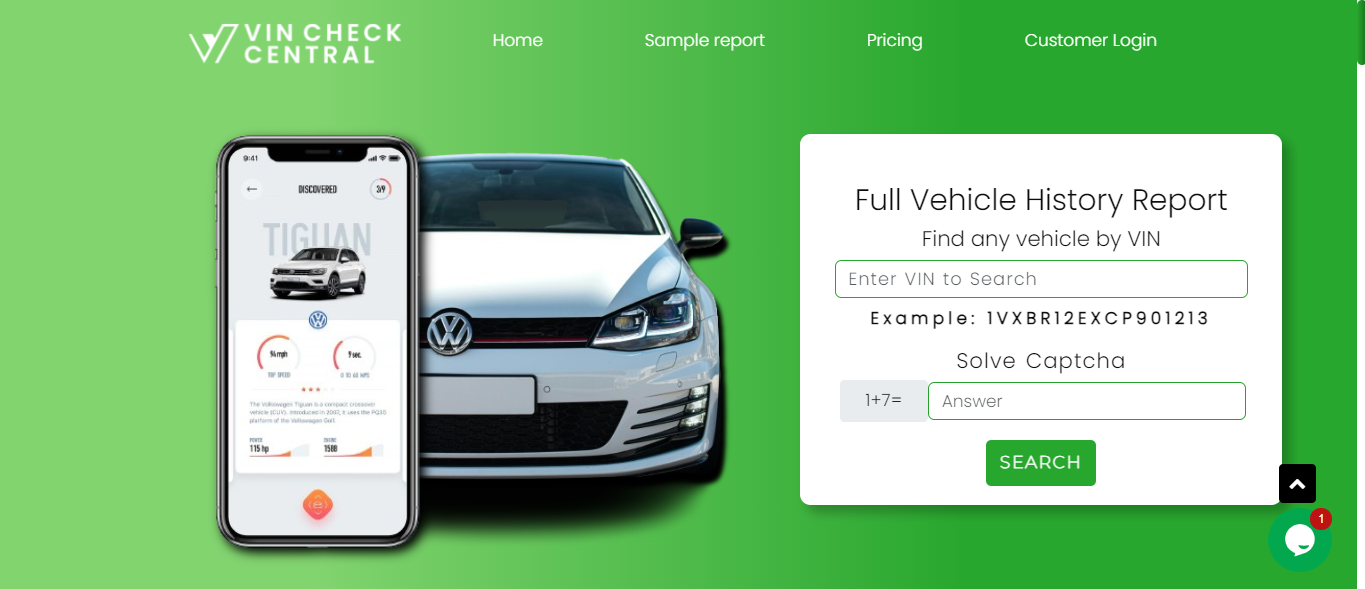 VIN CHECK
CENTRAL
Home
Sample report
Pricing
Customer Login
9:41
DISCOVERED
3/9
TIGUAN
94 mph
9 sec.
TOP SPEED
0 TO 60 MPS
The Volkswagen Tiguan is a compact crossover
vehicle (CUV). Introduced in 2007, it uses the PQ35
platform of the Volkswagen Golf.
POWER
ENGINE
115 hp
1588
Full Vehicle History Report
Find any vehicle by VIN
Enter VIN to Search
Example: 1VXBR12EXCP901213
Solve Captcha
1+7=
Answer
SEARCH
1